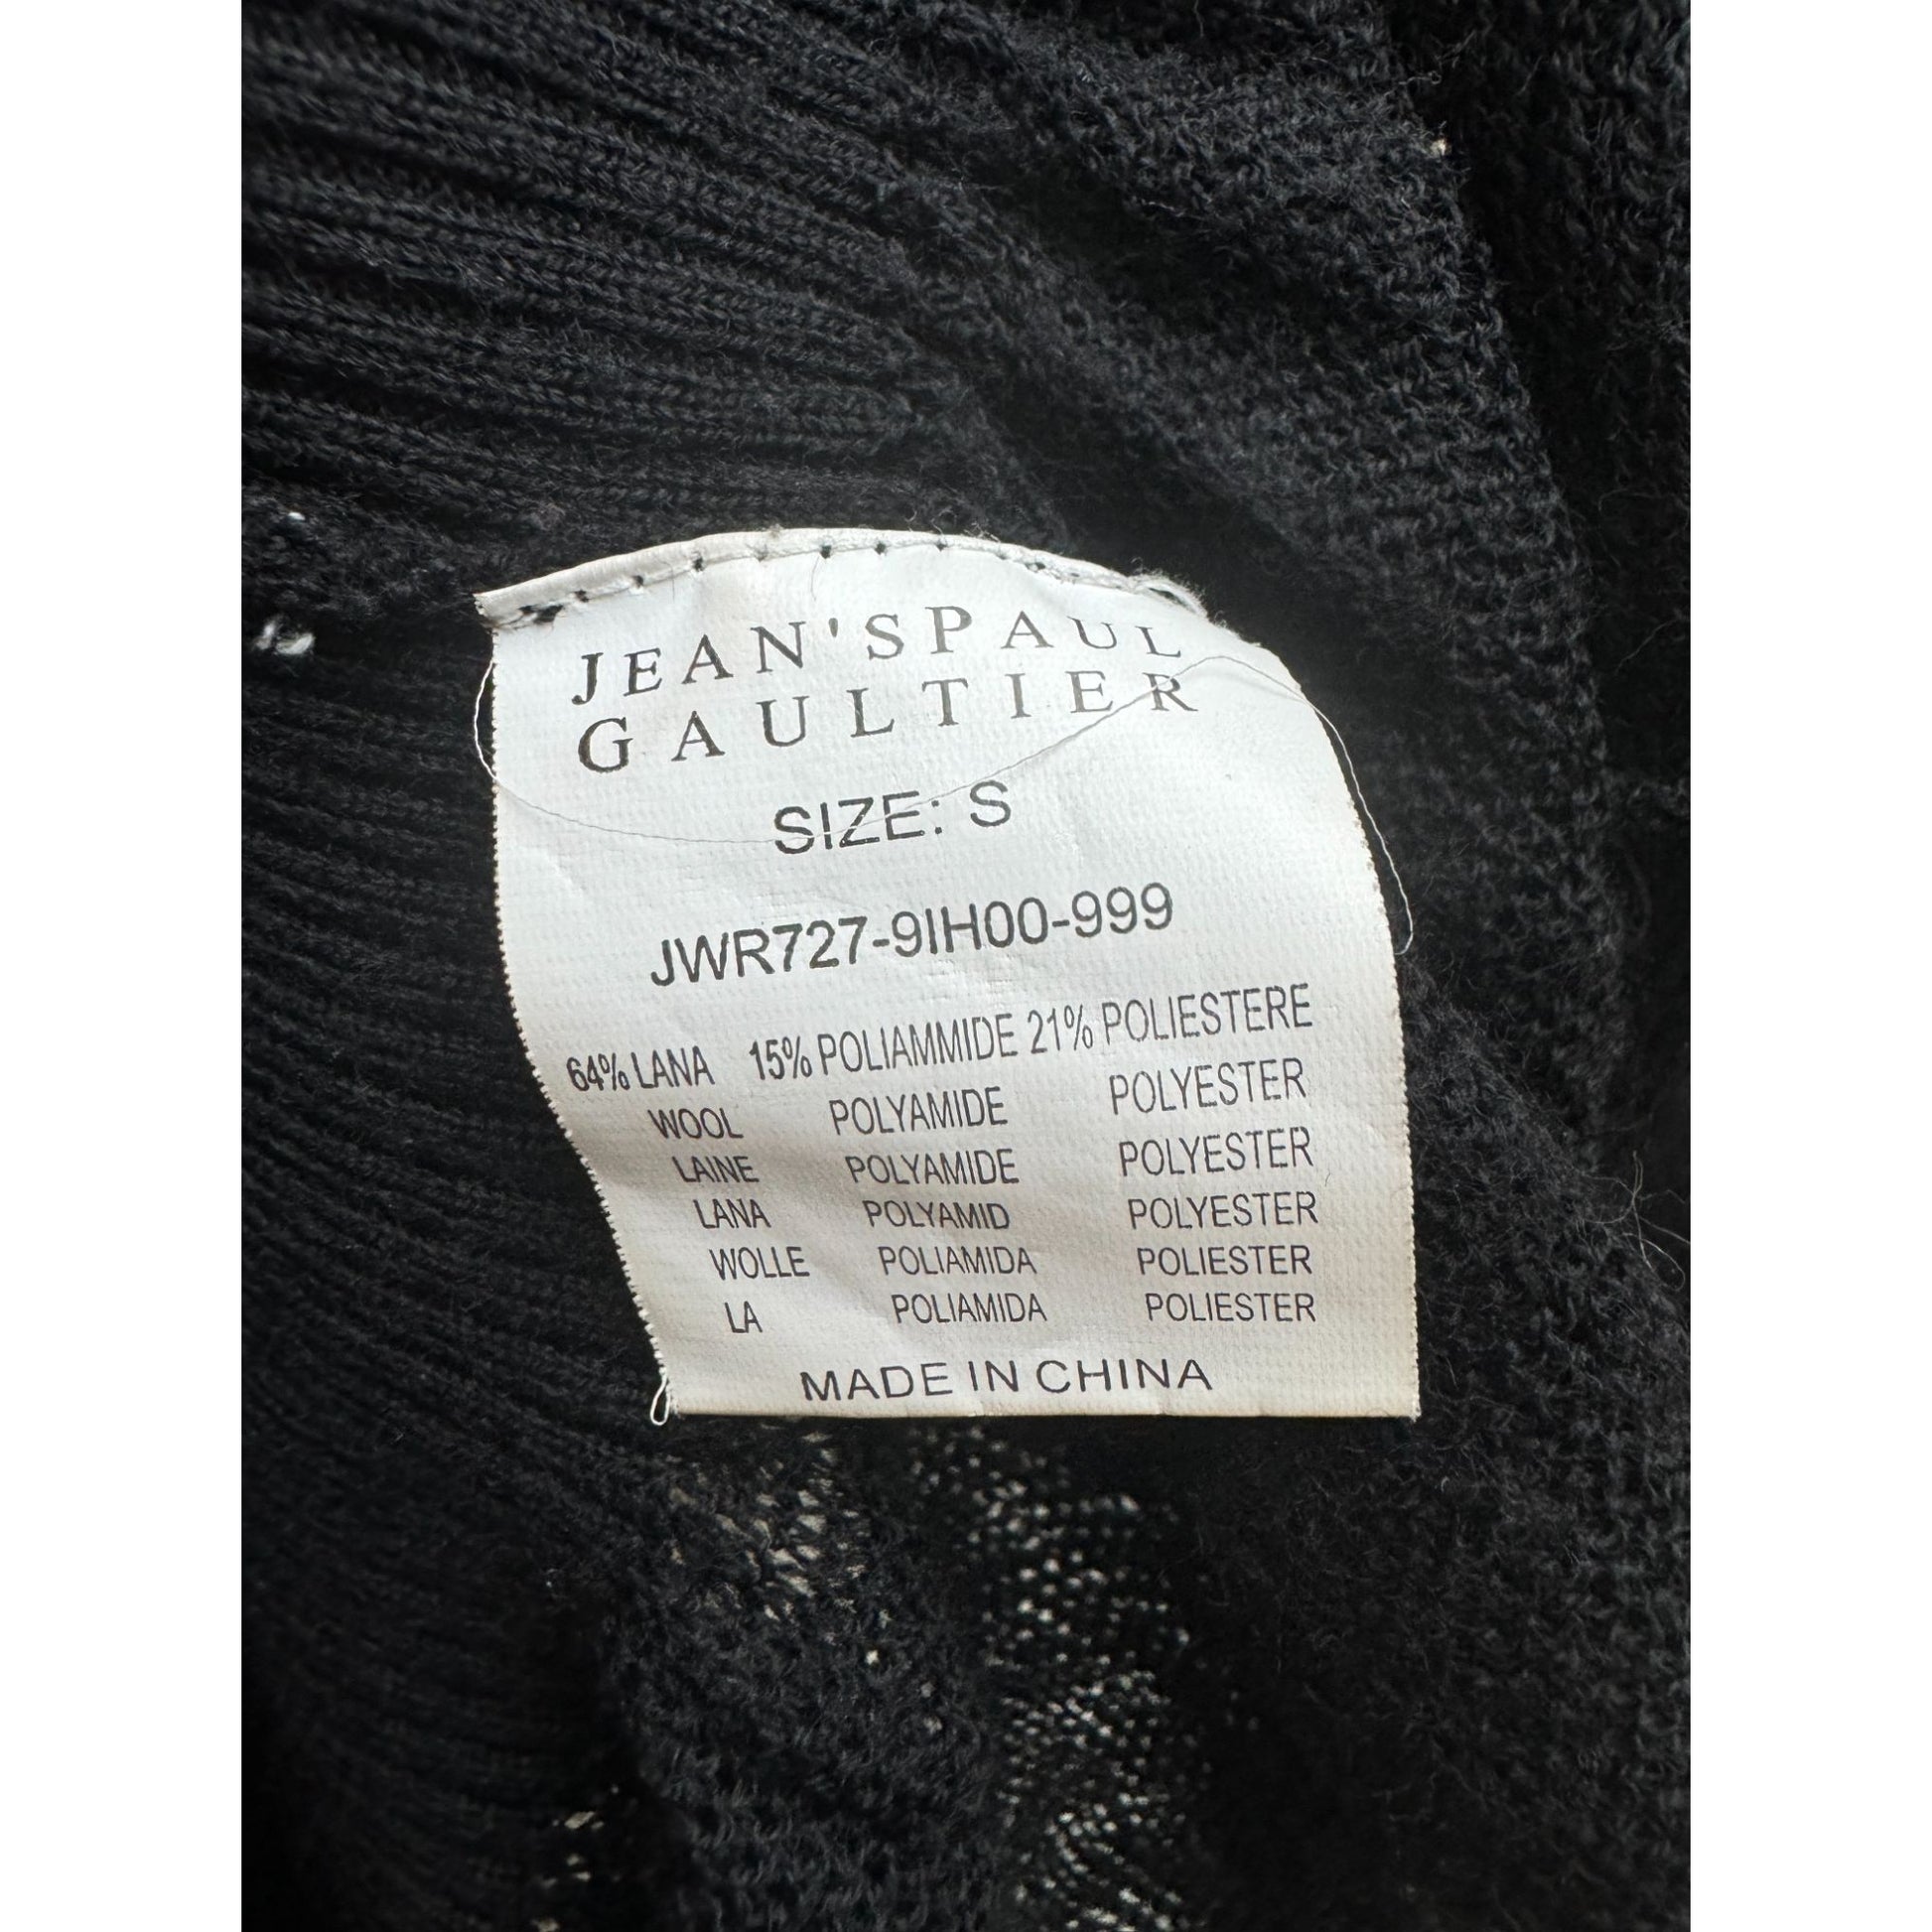 JEAN'SPAUL
GAULTIER
SIZE: S
JWR727-9IH00-999
64% LANA 15% POLIAMMIDE 21% POLIESTERE
WOOL POLYAMIDE POLYESTER
LAINE POLYAMIDE POLYESTER
LANA POLYAMID POLYESTER
WOLLE POLIAMIDA POLIESTER
LA POLIAMIDA POLIESTER
MADE IN CHINA